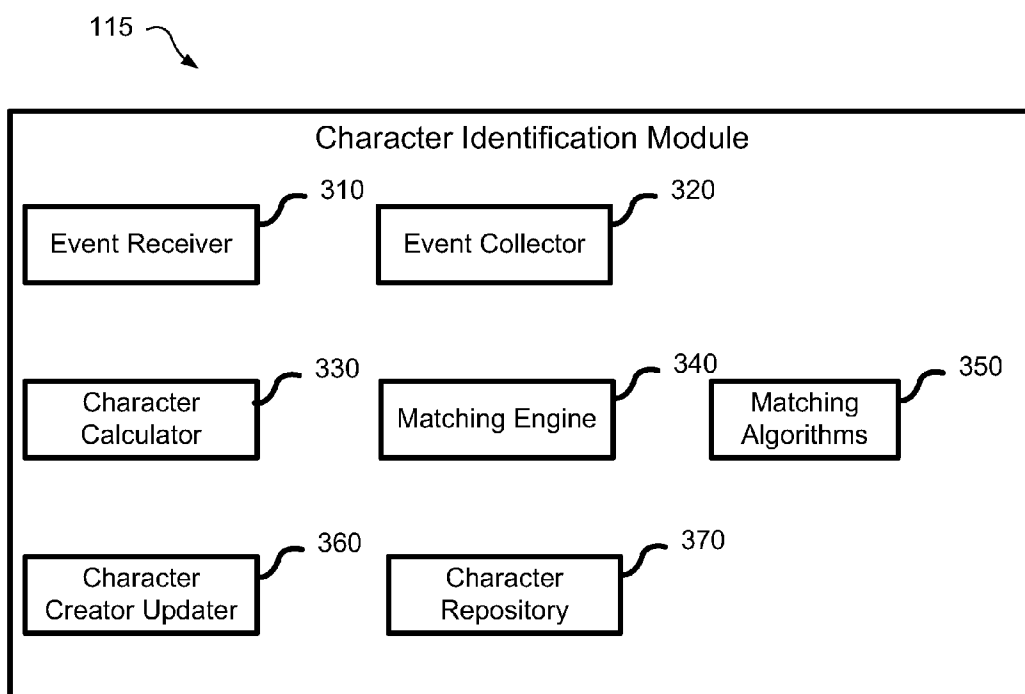 115
Character Identification Module
310
320
Event Receiver
Event Collector
330
340
350
Character
Calculator
Matching Engine
Matching
Algorithms
360
370
Character
Creator Updater
Character
Repository